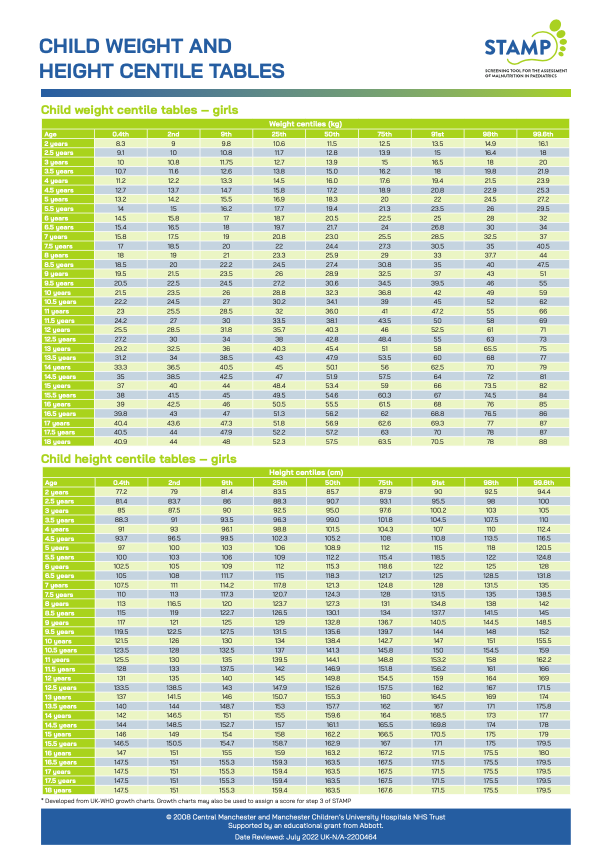 CHILD WEIGHT AND
HEIGHT CENTILE TABLES
STAMP
SCREENING TOOL FOR THE ASSESSMENT
OF MALNUTRITION IN PAEDIATRICS
Child weight centile tables – girls
Weight centiles (kg)
Age 0.4th 2nd 9th 25th 50th 75th 91st 98th 99.6th
2 years 8.3 9 9.8 10.6 11.5 12.5 13.5 14.9 16.1
2.5 years 9.1 10 10.8 11.7 12.8 13.9 15 16.4 18
3 years 10 10.8 11.75 12.7 13.9 15 16.5 18 20
3.5 years 10.7 11.6 12.6 13.8 15.0 16.2 18 19.8 21.9
4 years 11.2 12.2 13.3 14.5 16.0 17.6 19.4 21.5 23.9
4.5 years 12.7 13.7 14.7 15.8 17.2 18.9 20.8 22.9 25.3
5 years 13.2 14.2 15.5 16.9 18.3 20 22 24.5 27.2
5.5 years 14 15 16.2 17.7 19.4 21.3 23.5 26 29.5
6 years 14.5 15.8 17 18.7 20.5 22.5 25 28 32
6.5 years 15.4 16.5 18 19.7 21.7 24 26.8 30 34
7 years 15.8 17.5 19 20.8 23.0 25.5 28.5 32.5 37
7.5 years 17 18.5 20 22 24.4 27.3 30.5 35 40.5
8 years 18 19 21 23.3 25.9 29 33 37.7 44
8.5 years 18.5 20 22.2 24.5 27.4 30.8 35 40 47.5
9 years 19.5 21.5 23.5 26 28.9 32.5 37 43 51
9.5 years 20.5 22.5 24.5 27.2 30.6 34.5 39.5 46 55
10 years 21.5 23.5 26 28.8 32.3 36.8 42 49 59
10.5 years 22.2 24.5 27 30.2 34.1 39 45 52 62
11 years 23 25.5 28.5 32 36.0 41 47.2 55 66
11.5 years 24.2 27 30 33.5 38.1 43.5 50 58 69
12 years 25.5 28.5 31.8 35.7 40.3 46 52.5 61 71
12.5 years 27.2 30 34 38 42.8 48.4 55 63 73
13 years 29.2 32.5 36 40.3 45.4 51 58 65.5 75
13.5 years 31.2 34 38.5 43 47.9 53.5 60 68 77
14 years 33.3 36.5 40.5 45 50.1 56 62.5 70 79
14.5 years 35 38.5 42.5 47 51.9 57.5 64 72 81
15 years 37 40 44 48.4 53.4 59 66 73.5 82
15.5 years 38 41.5 45 49.5 54.6 60.3 67 74.5 84
16 years 39 42.5 46 50.5 55.5 61.5 68 76 85
16.5 years 39.8 43 47 51.3 56.2 62 68.8 76.5 86
17 years 40.4 43.6 47.3 51.8 56.9 62.6 69.3 77 87
17.5 years 40.5 44 47.9 52.2 57.2 63 70 78 87
18 years 40.9 44 48 52.3 57.5 63.5 70.5 78 88
Child height centile tables – girls
Height centiles (cm)
Age 0.4th 2nd 9th 25th 50th 75th 91st 98th 99.6th
2 years 77.2 79 81.4 83.5 85.7 87.9 90 92.5 94.4
2.5 years 81.4 83.7 86 88.3 90.7 93.1 95.5 98 100
3 years 85 87.5 90 92.5 95.0 97.6 100.2 103 105
3.5 years 88.3 91 93.5 96.3 99.0 101.8 104.5 107.5 110
4 years 91 93 96.1 98.8 101.5 104.3 107 110 112.4
4.5 years 93.7 96.5 99.5 102.3 105.2 108 110.8 113.5 116.5
5 years 97 100 103 106 108.9 112 115 118 120.5
5.5 years 100 103 106 109 112.2 115.4 118.5 122 124.8
6 years 102.5 105 109 112 115.3 118.6 122 125 128
6.5 years 105 108 111.7 115 118.3 121.7 125 128.5 131.8
7 years 107.5 111 114.2 117.8 121.3 124.8 128 131.5 135
7.5 years 110 113 117.3 120.7 124.3 128 131.5 135 138.5
8 years 113 116.5 120 123.7 127.3 131 134.8 138 142
8.5 years 115 119 122.7 126.5 130.1 134 137.7 141.5 145
9 years 117 121 125 129 132.8 136.7 140.5 144.5 148.5
9.5 years 119.5 122.5 127.5 131.5 135.6 139.7 144 148 152
10 years 121.5 126 130 134 138.4 142.7 147 151 155.5
10.5 years 123.5 128 132.5 137 141.3 145.8 150 154.5 159
11 years 125.5 130 135 139.5 144.1 148.8 153.2 158 162.2
11.5 years 128 133 137.5 142 146.9 151.8 156.2 161 166
12 years 131 135 140 145 149.8 154.5 159 164 169
12.5 years 133.5 138.5 143 147.9 152.6 157.5 162 167 171.5
13 years 137 141.5 146 150.7 155.3 160 164.5 169 174
13.5 years 140 144 148.7 153 157.7 162 167 171 175.8
14 years 142 146.5 151 155 159.6 164 168.5 173 177
14.5 years 144 148.5 152.7 157 161.1 165.5 169.8 174 178
15 years 146 149 154 158 162.2 166.5 170.5 175 179
15.5 years 146.5 150.5 154.7 158.7 162.9 167 171 175 179.5
16 years 147 151 155 159 163.2 167.2 171.5 175.5 180
16.5 years 147.5 151 155.3 159.3 163.5 167.5 171.5 175.5 179.5
17 years 147.5 151 155.3 159.4 163.5 167.5 171.5 175.5 179.5
17.5 years 147.5 151 155.3 159.4 163.5 167.5 171.5 175.5 179.5
18 years 147.5 151 155.3 159.4 163.5 167.6 171.5 175.5 179.5
* Developed from UK-WHO growth charts. Growth charts may also be used to assign a score for step 3 of STAMP
© 2008 Central Manchester and Manchester Children's University Hospitals NHS Trust
Supported by an educational grant from Abbott.
Date Reviewed: July 2022 UK-N/A-2200464